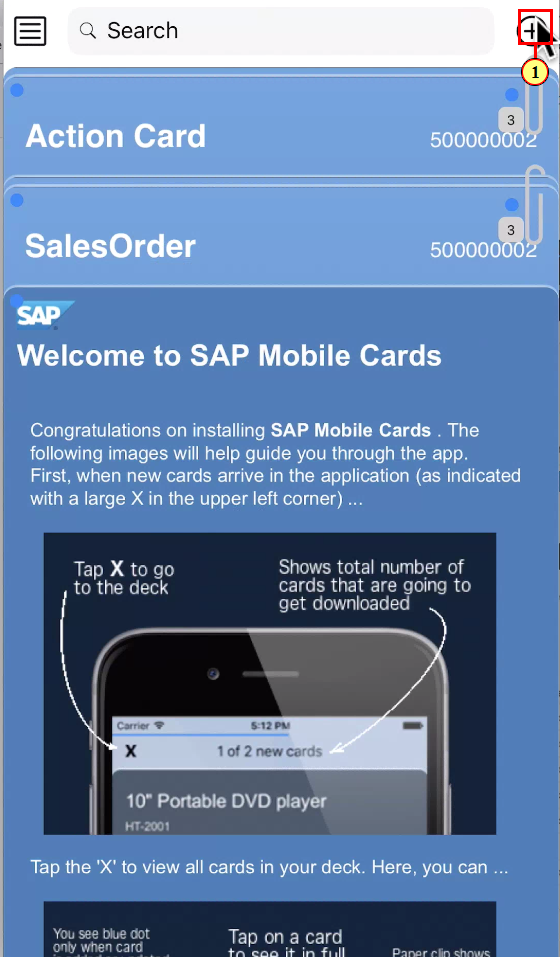 Search
1
Action Card
3
500000002
SalesOrder
3
500000002
SAP
Welcome to SAP Mobile Cards
Congratulations on installing SAP Mobile Cards . The
following images will help guide you through the app.
First, when new cards arrive in the application (as indicated
with a large X in the upper left corner) ...
Tap X to go
to the deck
Shows total number of
cards that are going to
get downloaded
Carrier
5:12 PM
X
1 of 2 new cards
10" Portable DVD player
HT-2001
Tap the 'X' to view all cards in your deck. Here, you can ...
You see blue dot
only when card
Tap on a card
to see it in full
Paper clip shows